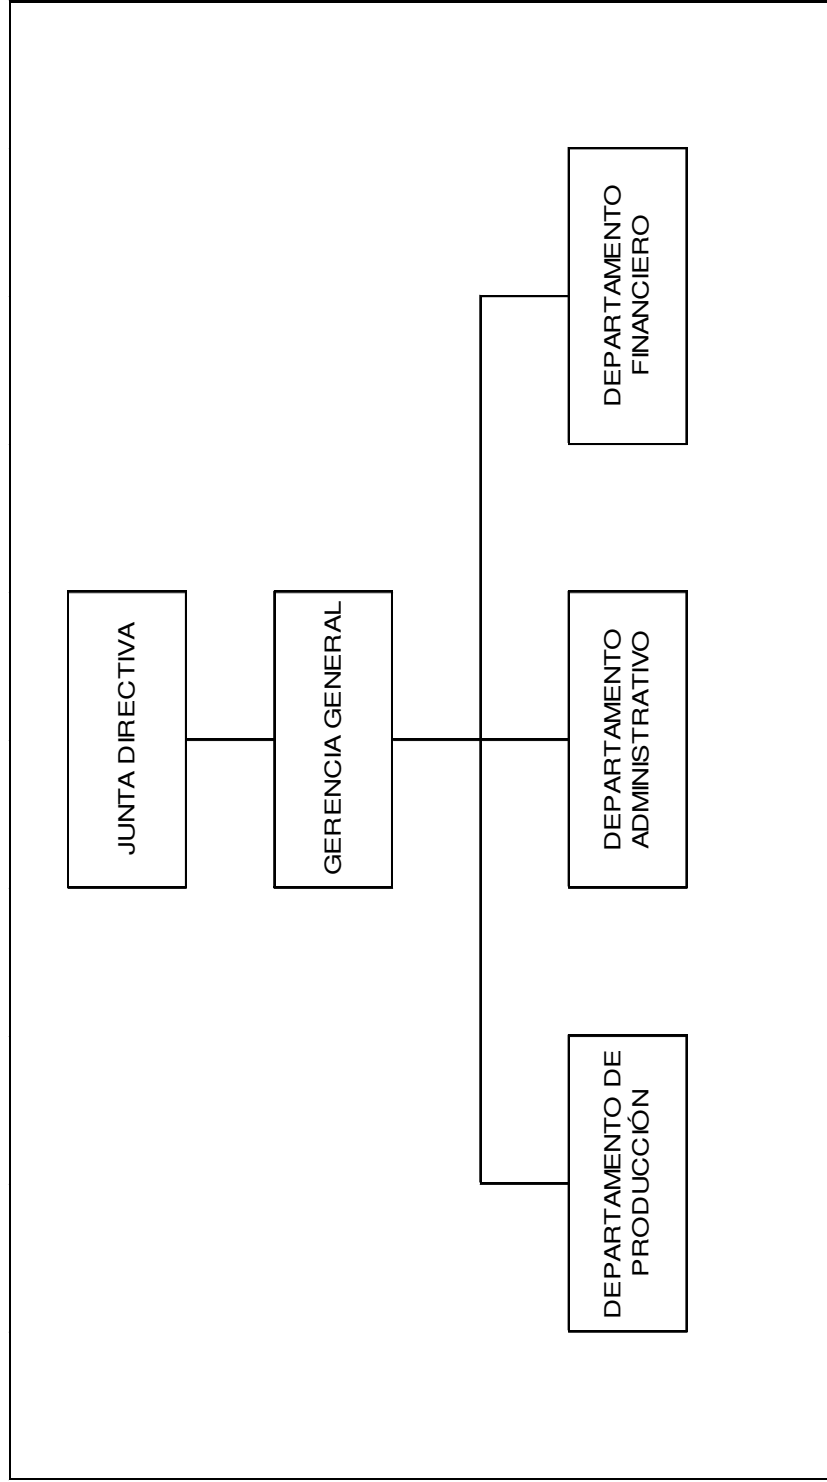 JUNTA DIRECTIVA
GERENCIA GENERAL
DEPARTAMENTO DE
PRODUCCIÓN
DEPARTAMENTO
ADMINISTRATIVO
DEPARTAMENTO
FINANCIERO